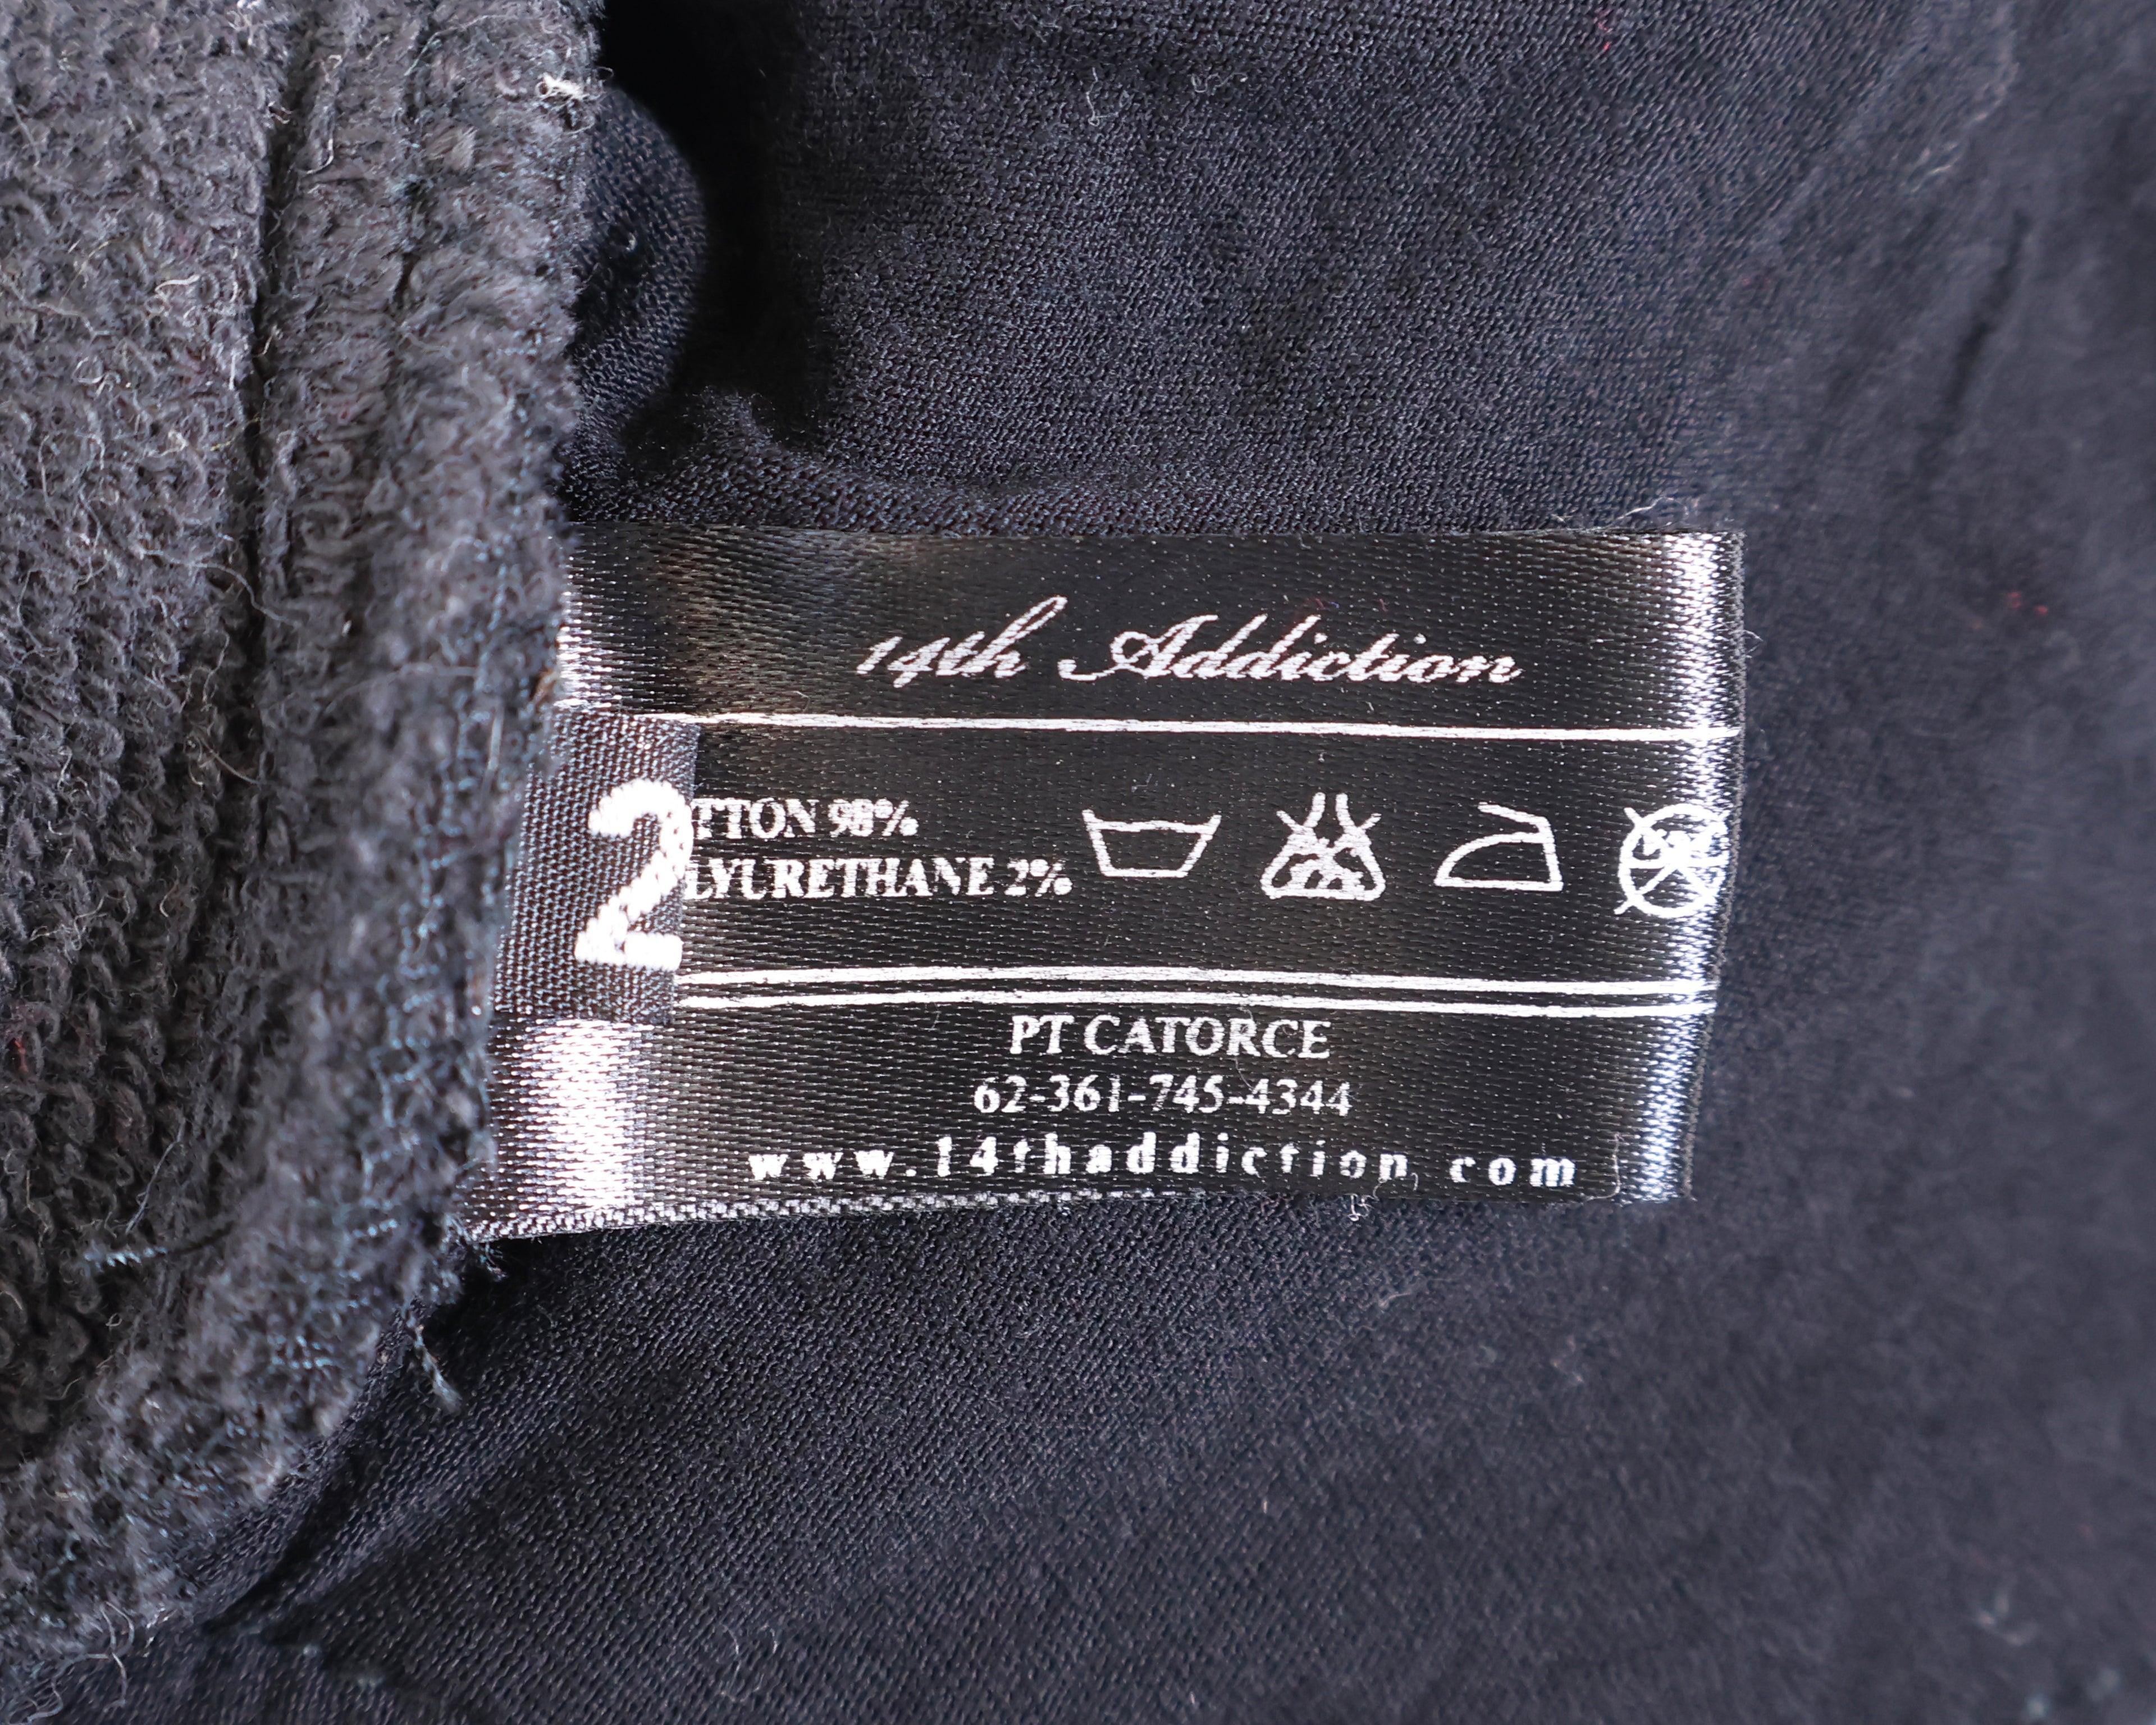 14th Addiction
2
TTON 98%
LYURETHANE 2%
PT CATORCE
62-361-745-4344
www.14thaddiction.com